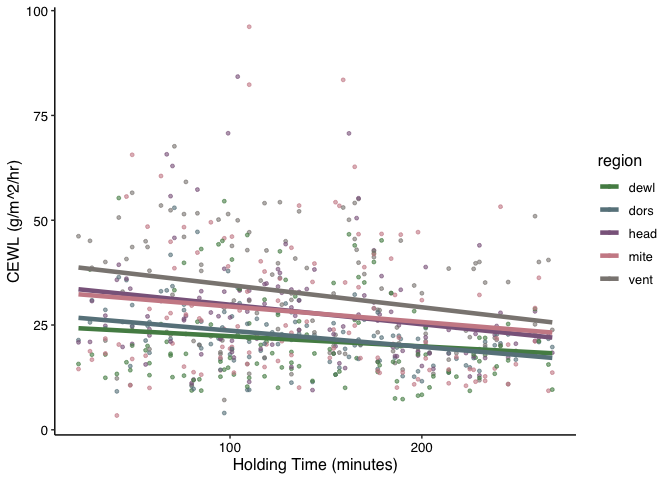 100
75
50
25
0
CEWL (g/m^2/hr)
100
200
Holding Time (minutes)
region
dewl
dors
head
mite
vent